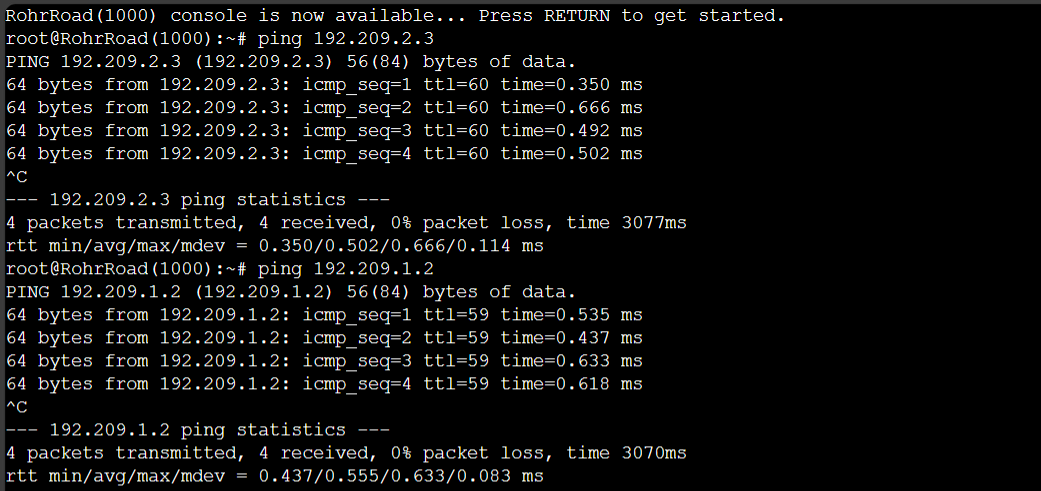 RohrRoad(1000) console is now available... Press RETURN to get started.
root@RohrRoad(1000):~# ping 192.209.2.3
PING 192.209.2.3 (192.209.2.3) 56(84) bytes of data.
64 bytes from 192.209.2.3: icmp_seq=1 ttl=60 time=0.350 ms
64 bytes from 192.209.2.3: icmp_seq=2 ttl=60 time=0.666 ms
64 bytes from 192.209.2.3: icmp_seq=3 ttl=60 time=0.492 ms
64 bytes from 192.209.2.3: icmp_seq=4 ttl=60 time=0.502 ms
^C
--- 192.209.2.3 ping statistics ---
4 packets transmitted, 4 received, 0% packet loss, time 3077ms
rtt min/avg/max/mdev = 0.350/0.502/0.666/0.114 ms
root@RohrRoad(1000):~# ping 192.209.1.2
PING 192.209.1.2 (192.209.1.2) 56(84) bytes of data.
64 bytes from 192.209.1.2: icmp_seq=1 ttl=59 time=0.535 ms
64 bytes from 192.209.1.2: icmp_seq=2 ttl=59 time=0.437 ms
64 bytes from 192.209.1.2: icmp_seq=3 ttl=59 time=0.633 ms
64 bytes from 192.209.1.2: icmp_seq=4 ttl=59 time=0.618 ms
^C
--- 192.209.1.2 ping statistics ---
4 packets transmitted, 4 received, 0% packet loss, time 3070ms
rtt min/avg/max/mdev = 0.437/0.555/0.633/0.083 ms